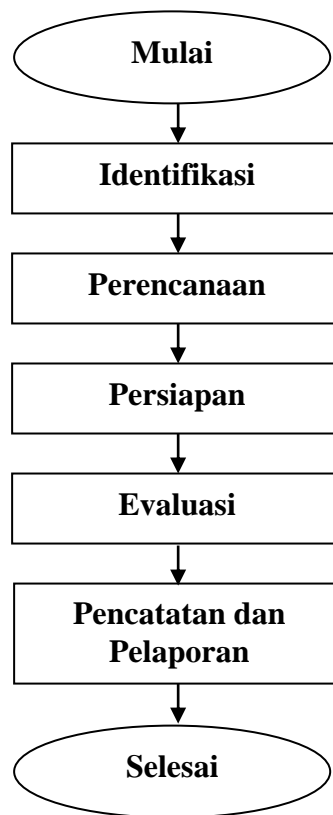 Mulai
Identifikasi
Perencanaan
Persiapan
Evaluasi
Pencatatan dan
Pelaporan
Selesai